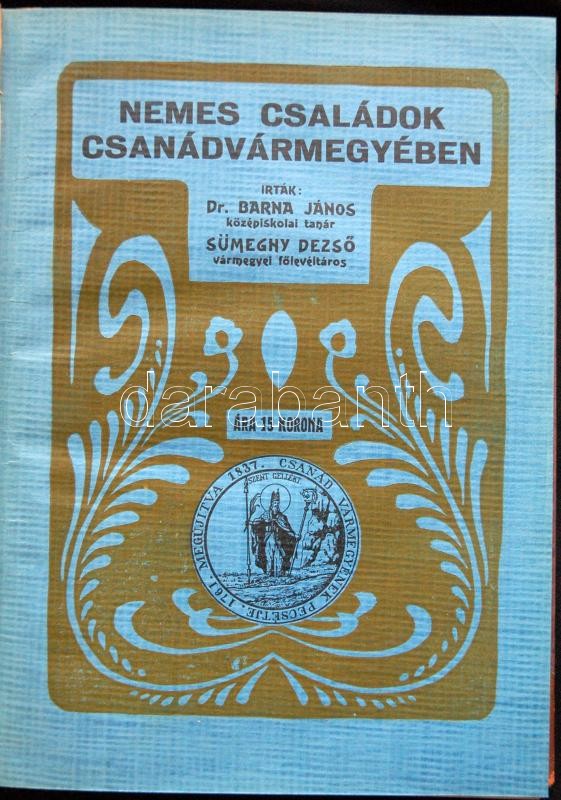 NEMES CSALÁDOK
CSANÁDVÁRMEGYÉBEN
IRTÁK:
Dr. BARNA JÁNOS
középiskolai tanár
SÜMEGHY DEZSŐ
vármegyei főlevéltáros
darabanth
ÁRA 15 KORONA
CSANÁD VÁRMEGYÉNEK PECSÉTJE. 1761. MEGUJÍTVA 1837.
SZENT GELLÉRT